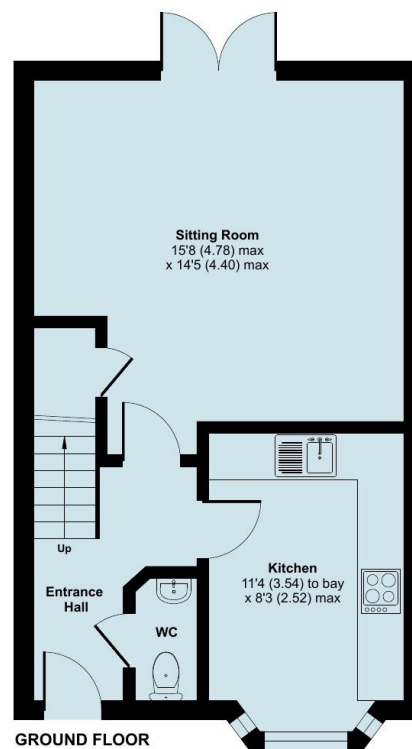 Sitting Room
15'8 (4.78) max
x 14'5 (4.40) max
Up
Kitchen
11'4 (3.54) to bay
x 8'3 (2.52) max
Entrance
Hall
WC
GROUND FLOOR